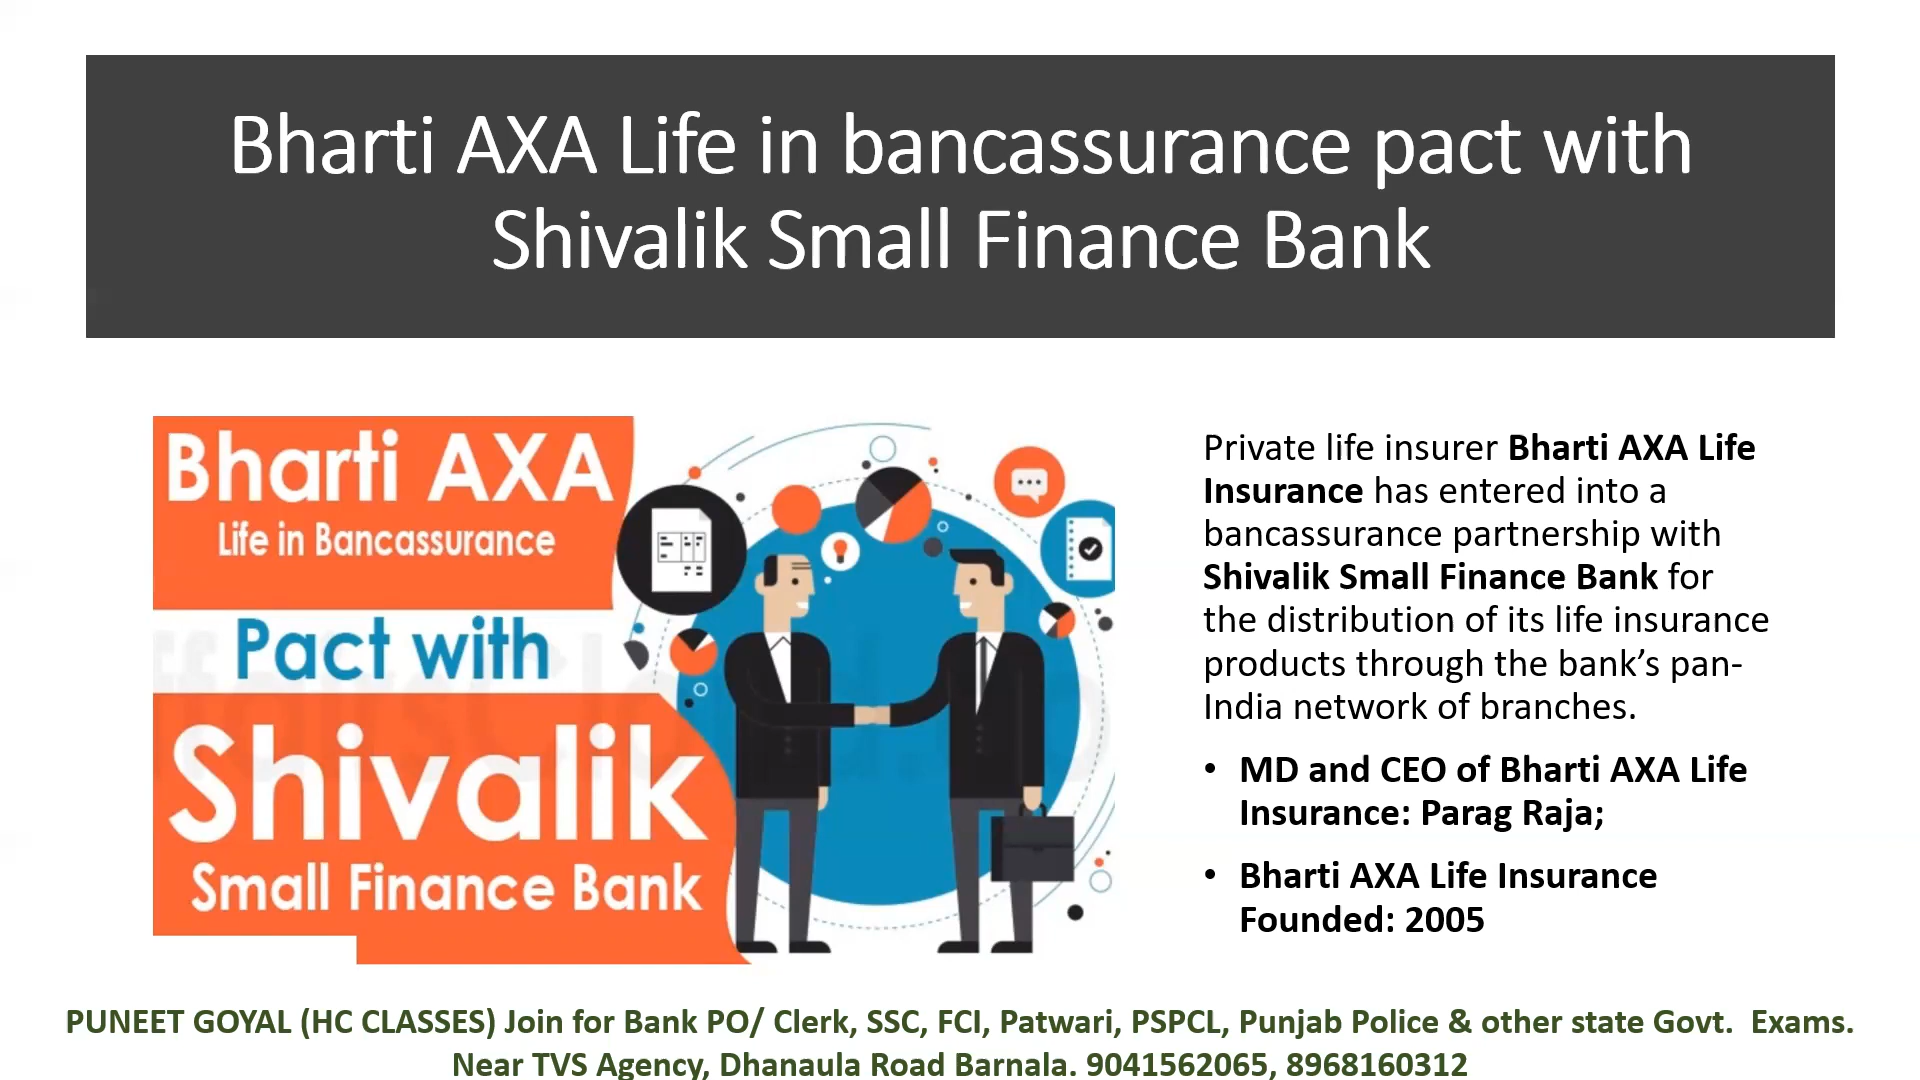 Bharti AXA Life in bancassurance pact with
Shivalik Small Finance Bank
Bharti AXA
Life in Bancassurance
Pact with
Shivalik
Small Finance Bank
Private life insurer Bharti AXA Life
Insurance has entered into a
bancassurance partnership with
Shivalik Small Finance Bank for
the distribution of its life insurance
products through the bank’s pan-
India network of branches.
• MD and CEO of Bharti AXA Life
Insurance: Parag Raja;
• Bharti AXA Life Insurance
Founded: 2005
PUNEET GOYAL (HC CLASSES) Join for Bank PO/ Clerk, SSC, FCI, Patwari, PSPCL, Punjab Police & other state Govt.  Exams.
Near TVS Agency, Dhanaula Road Barnala. 9041562065, 8968160312